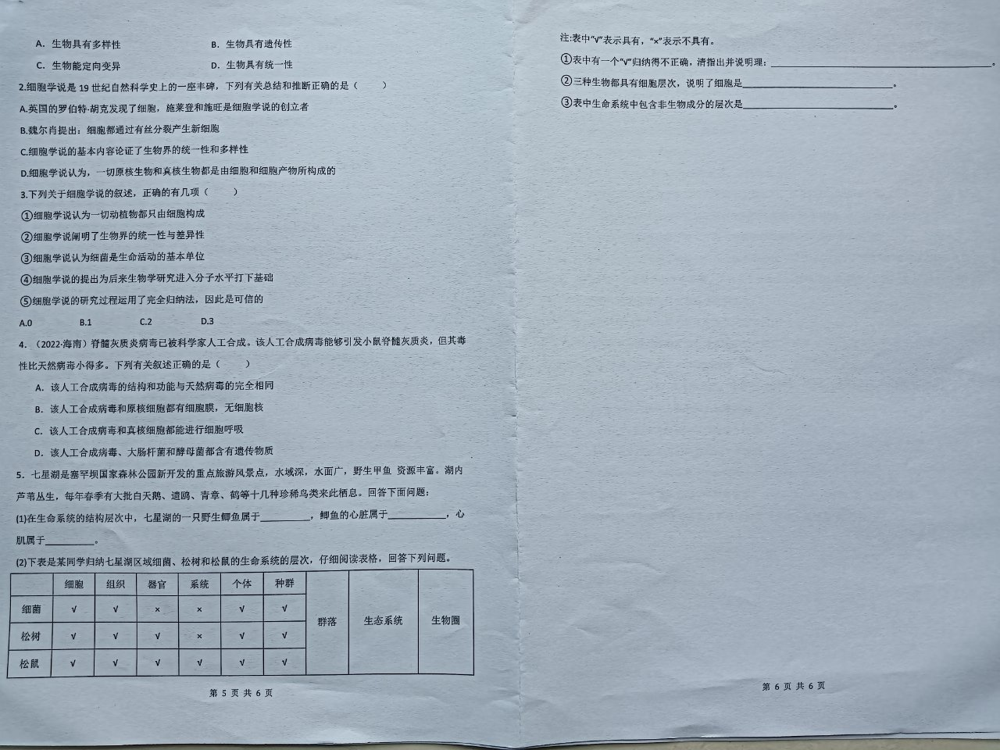 A. 生物具有多样性 B. 生物具有遗传性
C. 生物能定向变异 D. 生物具有统一性
2.细胞学说是 19 世纪自然科学史上的一座丰碑，下列有关总结和推断正确的是（ ）
A.英国的罗伯特·胡克发现了细胞，施莱登和施旺是细胞学说的创立者
B.魏尔肖提出：细胞都通过有丝分裂产生新细胞
C.细胞学说的基本内容论证了生物界的统一性和多样性
D.细胞学说认为，一切原核生物和真核生物都是由细胞和细胞产物所构成的
3.下列关于细胞学说的叙述，正确的有几项（ ）
①细胞学说认为一切动植物都只由细胞构成
②细胞学说阐明了生物界的统一性与差异性
③细胞学说认为细菌是生命活动的基本单位
④细胞学说的提出为后来生物学研究进入分子水平打下基础
⑤细胞学说的研究过程运用了完全归纳法，因此是可信的
A.0 B.1 C.2 D.3
4. （2022·海南）脊髓灰质炎病毒已被科学家人工合成。该人工合成病毒能够引发小鼠脊髓灰质炎，但其毒
性比天然病毒小得多。下列有关叙述正确的是（ ）
A. 该人工合成病毒的结构和功能与天然病毒的完全相同
B. 该人工合成病毒和原核细胞都有细胞膜，无细胞核
C. 该人工合成病毒和真核细胞都能进行细胞呼吸
D. 该人工合成病毒、大肠杆菌和酵母菌都含有遗传物质
5. 七星湖是塞罕坝国家森林公园新开发的重点旅游风景点，水域深，水面广，野生甲鱼 资源丰富。湖内
芦苇丛生，每年春季有大批白天鹅、遗鸥、青章、鹤等十几种珍稀鸟类来此栖息。回答下面问题：
(1)在生命系统的结构层次中，七星湖的一只野生鲫鱼属于__________，鲫鱼的心脏属于____________，心
肌属于__________。
(2)下表是某同学归纳七星湖区域细菌、松树和松鼠的生命系统的层次，仔细阅读表格，回答下列问题。
细胞 组织 器官 系统 个体 种群 群落 生态系统 生物圈
细菌 √ √ × × √ √
松树 √ √ √ × √ √
松鼠 √ √ √ √ √ √
第 5 页 共 6 页
注:表中“√”表示具有，“×”表示不具有。
①表中有一个“√”归纳得不正确，清指出并说明理：____________________。
②三种生物都具有细胞层次，说明了细胞是____________________。
③表中生命系统中包含非生物成分的层次是____________________。
第 6 页 共 6 页